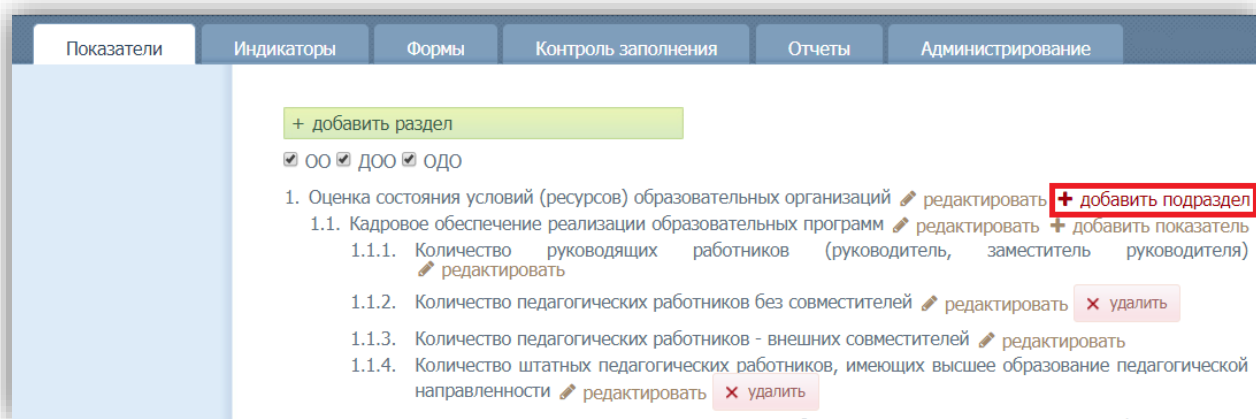 Показатели Индикаторы Формы Контроль заполнения Отчеты Администрирование
+ добавить раздел
ОО ДОО ОДО
1. Оценка состояния условий (ресурсов) образовательных организаций редактировать + добавить подраздел
1.1. Кадровое обеспечение реализации образовательных программ редактировать + добавить показатель
1.1.1. Количество руководящих работников (руководитель, заместитель руководителя)
редактировать
1.1.2. Количество педагогических работников без совместителей редактировать × удалить
1.1.3. Количество педагогических работников - внешних совместителей редактировать
1.1.4. Количество штатных педагогических работников, имеющих высшее образование педагогической
направленности редактировать × удалить